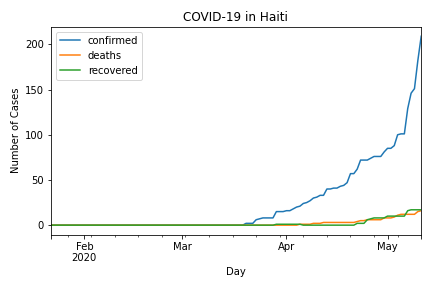 COVID-19 in Haiti
confirmed
deaths
recovered
Number of Cases
200
150
100
50
0
Feb
2020
Mar
Apr
May
Day